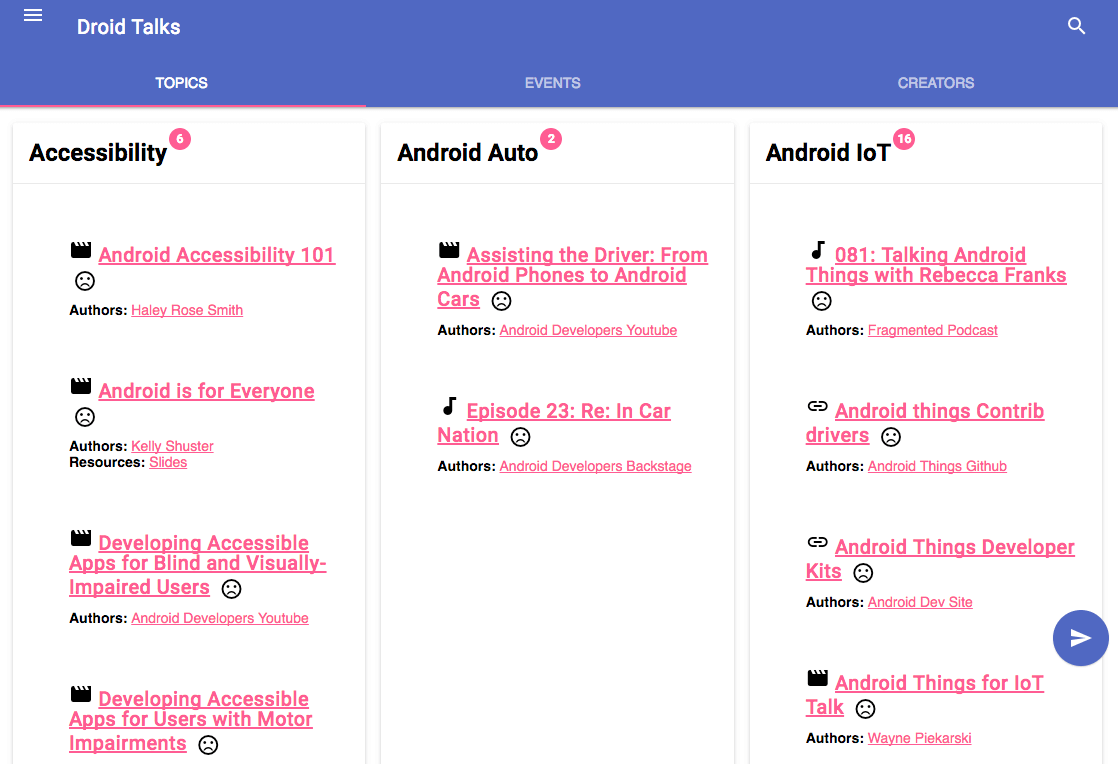 Droid Talks
TOPICS
EVENTS
CREATORS
Accessibility
6
Android Accessibility 101
Authors: Haley Rose Smith
Android is for Everyone
Authors: Kelly Shuster
Resources: Slides
Developing Accessible
Apps for Blind and Visually-
Impaired Users
Authors: Android Developers Youtube
Developing Accessible
Apps for Users with Motor
Impairments
Android Auto
2
Assisting the Driver: From
Android Phones to Android
Cars
Authors: Android Developers Youtube
Episode 23: Re: In Car
Nation
Authors: Android Developers Backstage
Android IoT
16
081: Talking Android
Things with Rebecca Franks
Authors: Fragmented Podcast
Android things Contrib
drivers
Authors: Android Things Github
Android Things Developer
Kits
Authors: Android Dev Site
Android Things for IoT
Talk
Authors: Wayne Piekarski